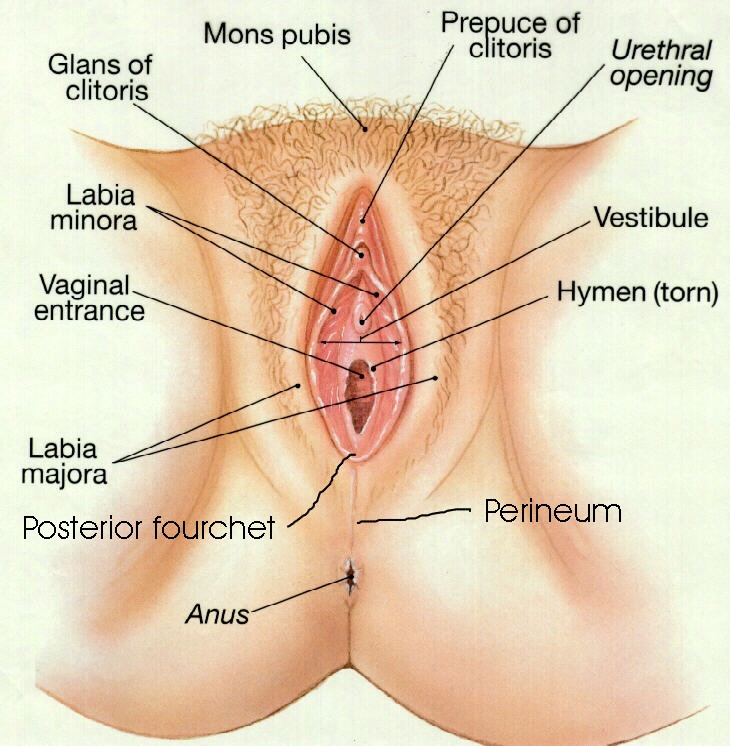 Mons pubis
Prepuce of
clitoris
Urethral
opening
Glans of
clitoris
Labia
minora
Vestibule
Vaginal
entrance
Hymen (torn)
Labia
majora
Posterior fourchet
Perineum
Anus